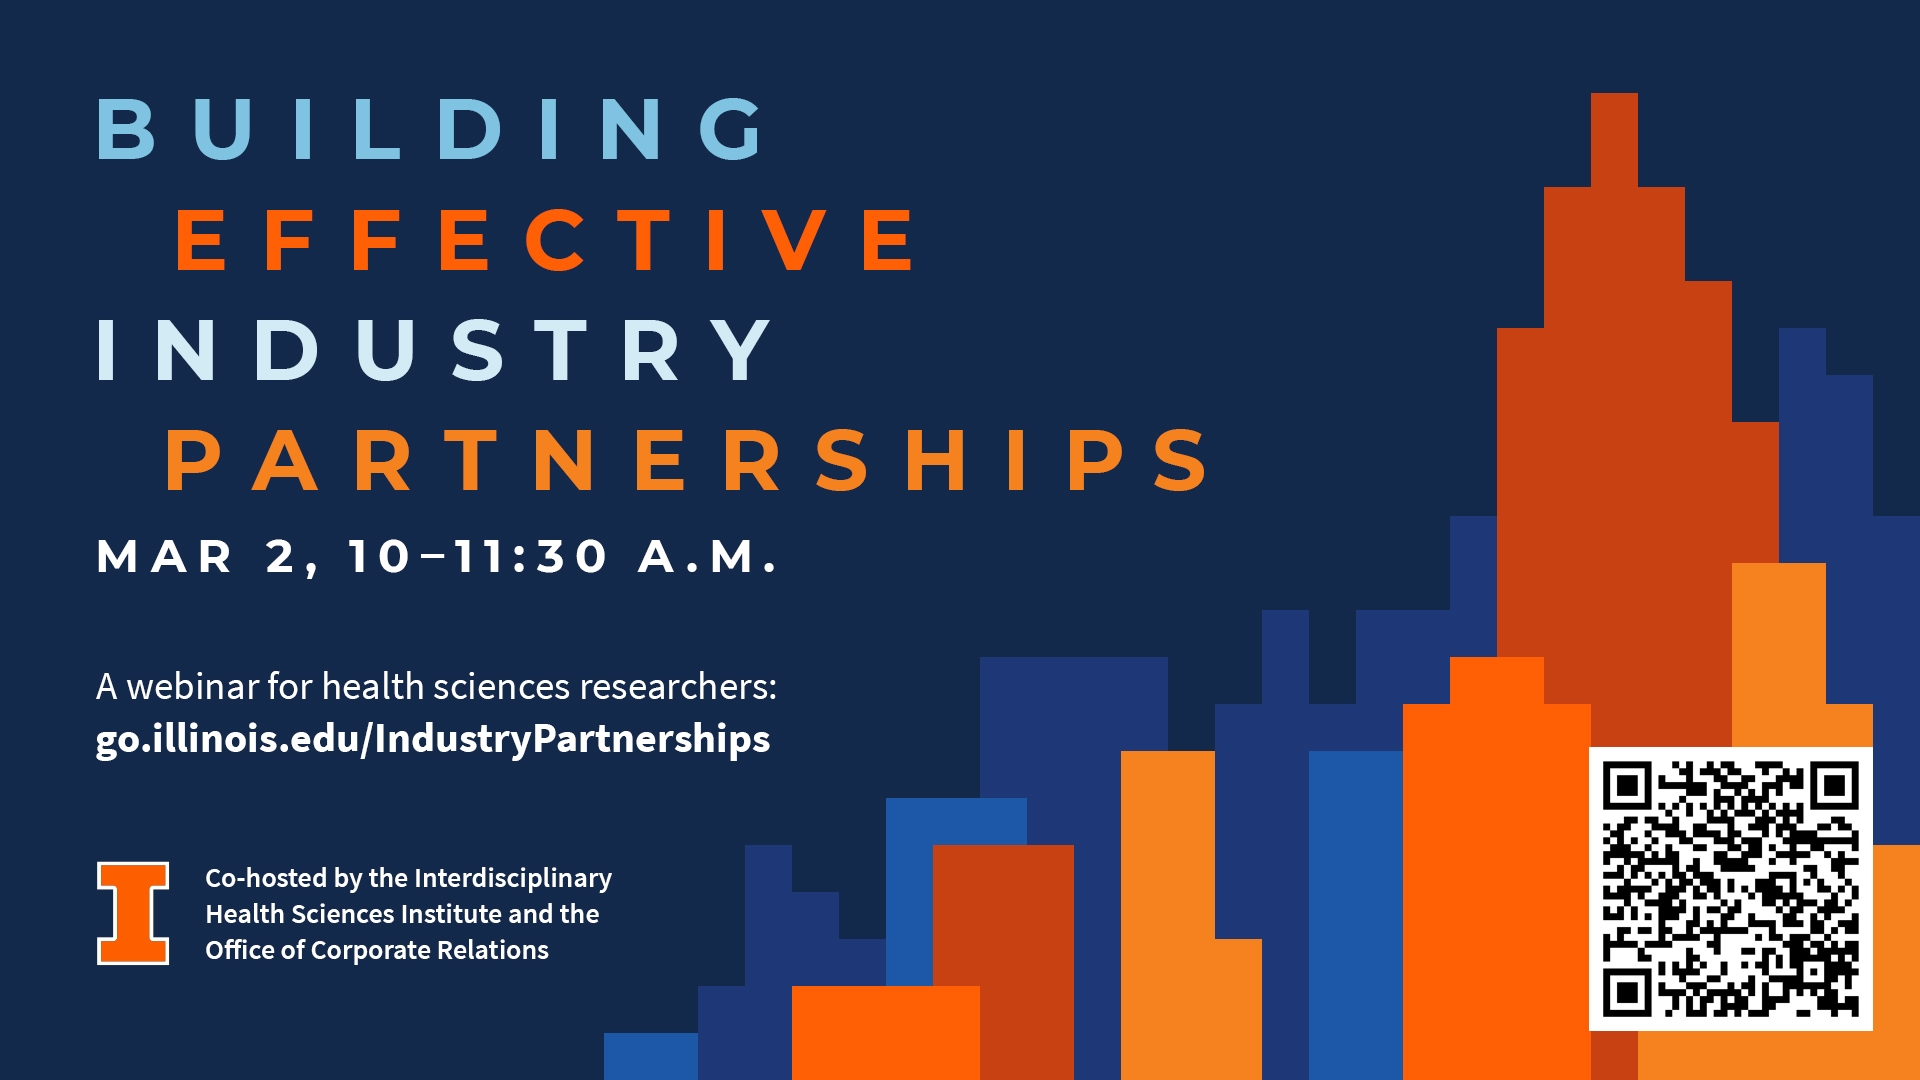 BUILDING
EFFECTIVE
INDUSTRY
PARTNERSHIPS
MAR 2, 10–11:30 A.M.
A webinar for health sciences researchers:
go.illinois.edu/IndustryPartnerships
I
Co-hosted by the Interdisciplinary
Health Sciences Institute and the
Office of Corporate Relations